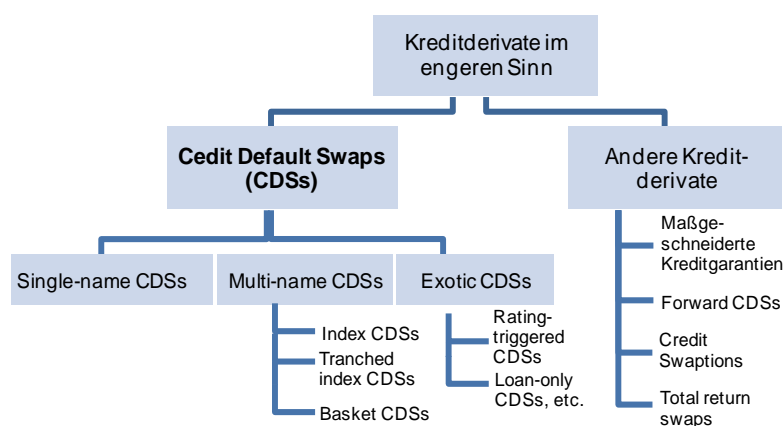 Kreditderivate im
engeren Sinn
Cedit Default Swaps
(CDSs)
Andere Kredit-
derivate
Single-name CDSs
Multi-name CDSs
Exotic CDSs
Index CDSs
Tranched
index CDSs
Basket CDSs
Rating-
triggered
CDSs
Loan-only
CDSs, etc.
Maßge-
schneiderte
Kreditgarantien
Forward CDSs
Credit
Swaptions
Total return
swaps